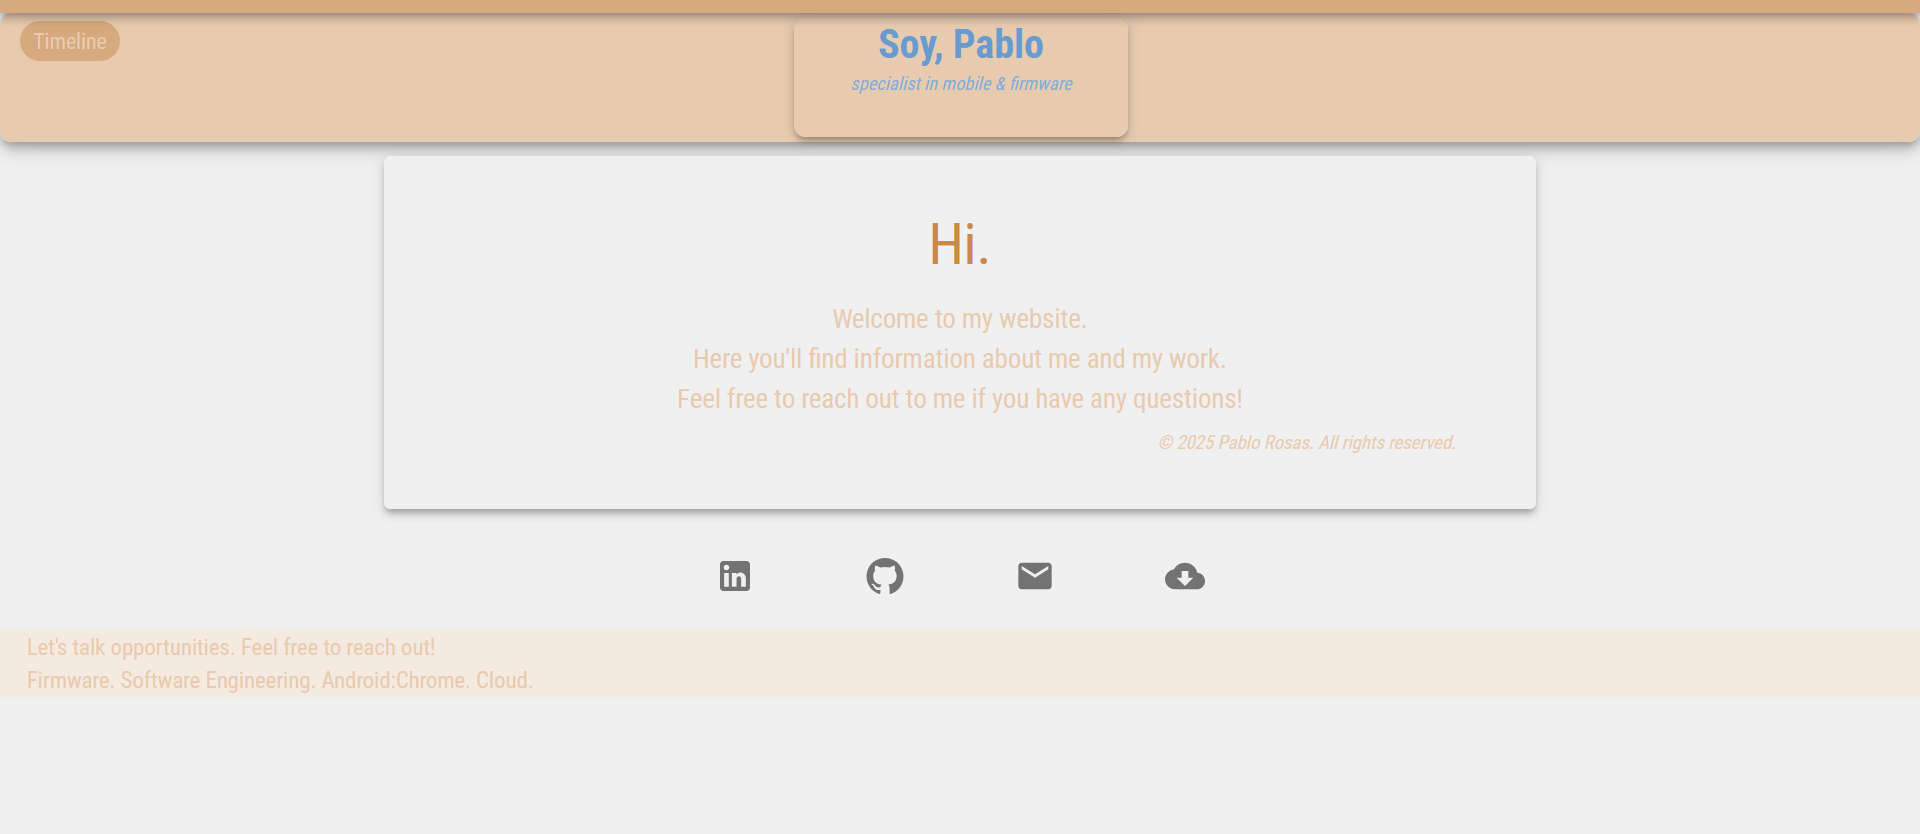 Timeline
Soy, Pablo
specialist in mobile & firmware
Hi.
Welcome to my website.
Here you'll find information about me and my work.
Feel free to reach out to me if you have any questions!
© 2025 Pablo Rosas. All rights reserved.
in
Let's talk opportunities. Feel free to reach out!
Firmware. Software Engineering. Android:Chrome. Cloud.